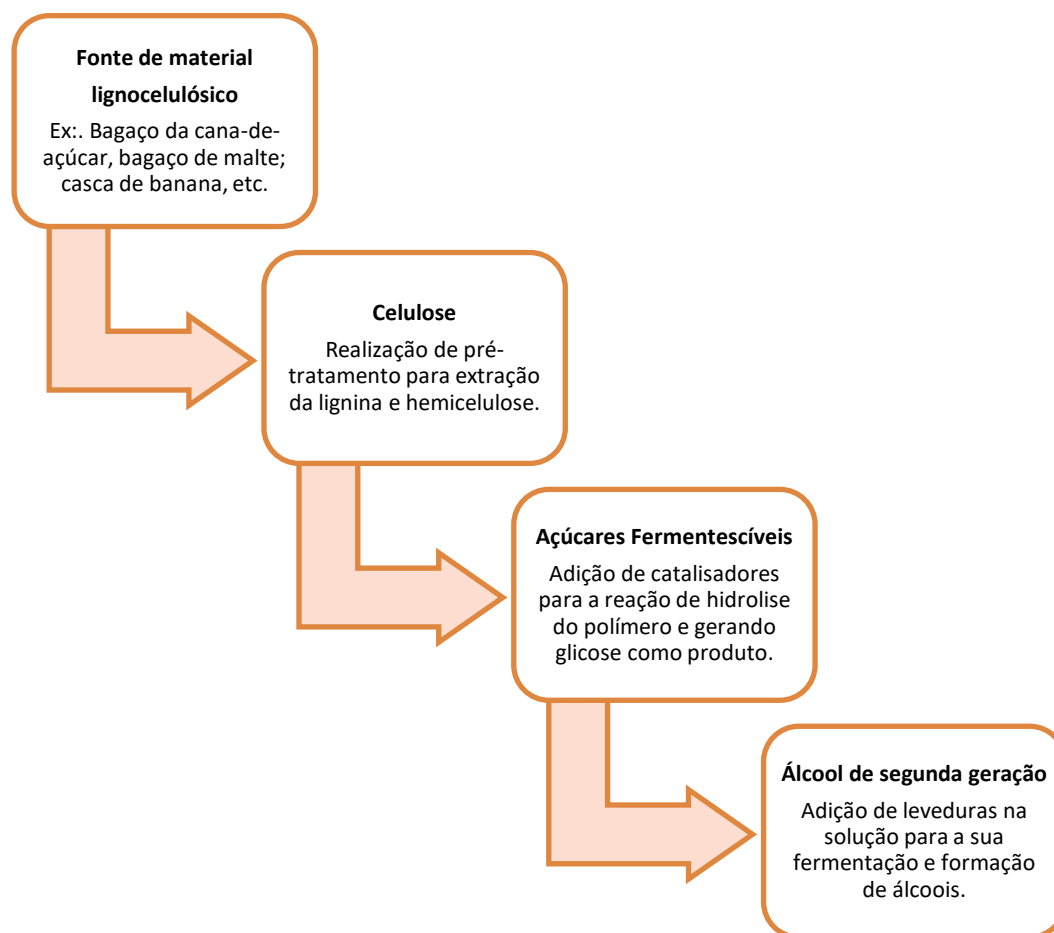 Fonte de material
lignocelulósico
Ex:. Bagaço da cana-de-
açúcar, bagaço de malte;
casca de banana, etc.
Celulose
Realização de pré-
tratamento para extração
da lignina e hemicelulose.
Açúcares Fermentescíveis
Adição de catalisadores
para a reação de hidrolise
do polímero e gerando
glicose como produto.
Álcool de segunda geração
Adição de leveduras na
solução para a sua
fermentação e formação
de álcoois.